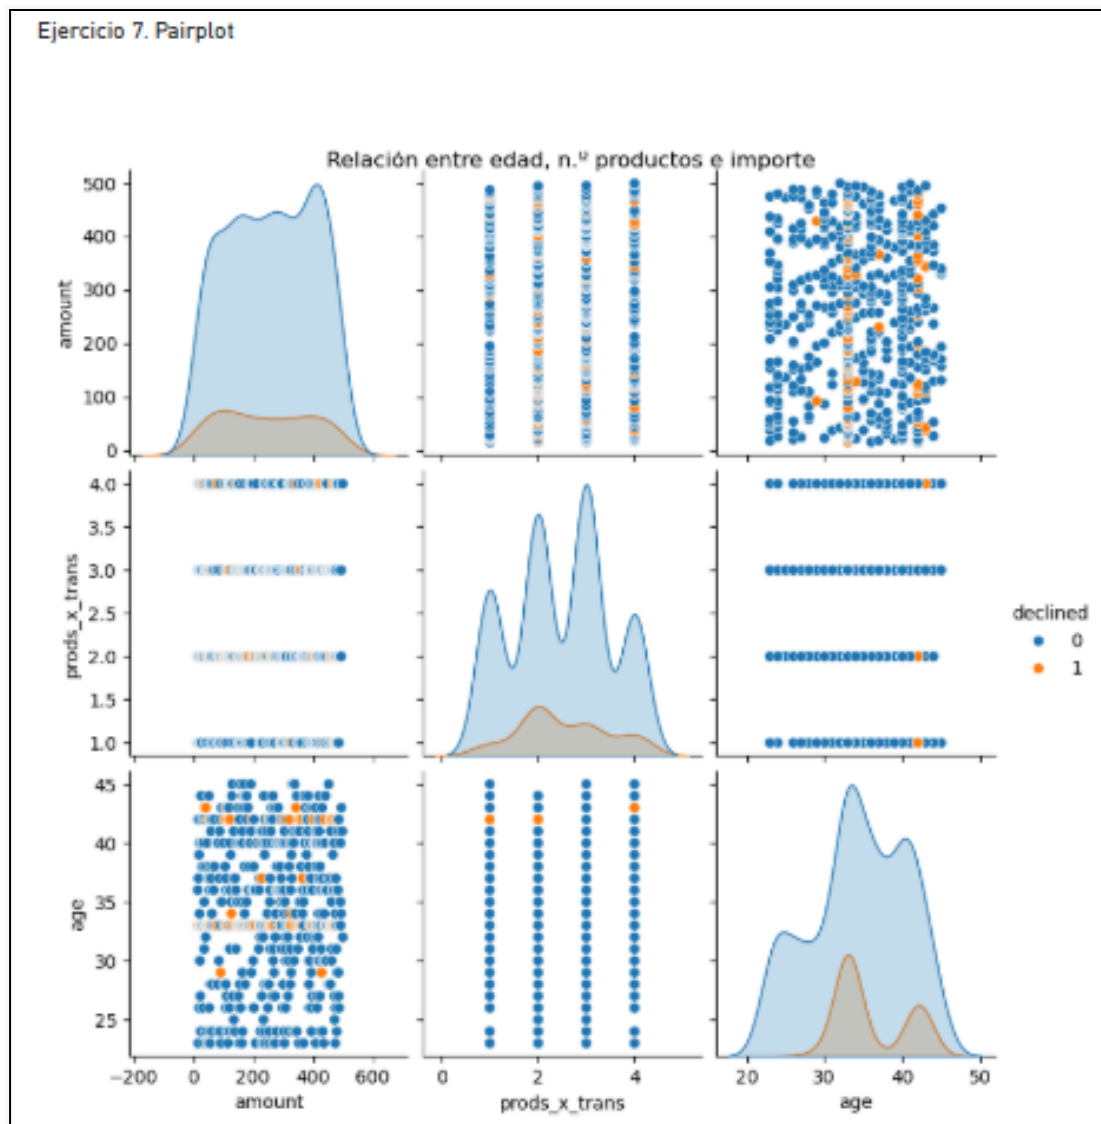 Ejercicio 7. Pairplot
Relación entre edad, n.º productos e importe
500
400
300
200
100
0
amount
4.0
3.5
3.0
2.5
2.0
1.5
1.0
prods_x_trans
declined
0
1
45
40
35
30
25
age
−200 0 200 400 600
0 2 4
20 30 40 50
amount
prods_x_trans
age